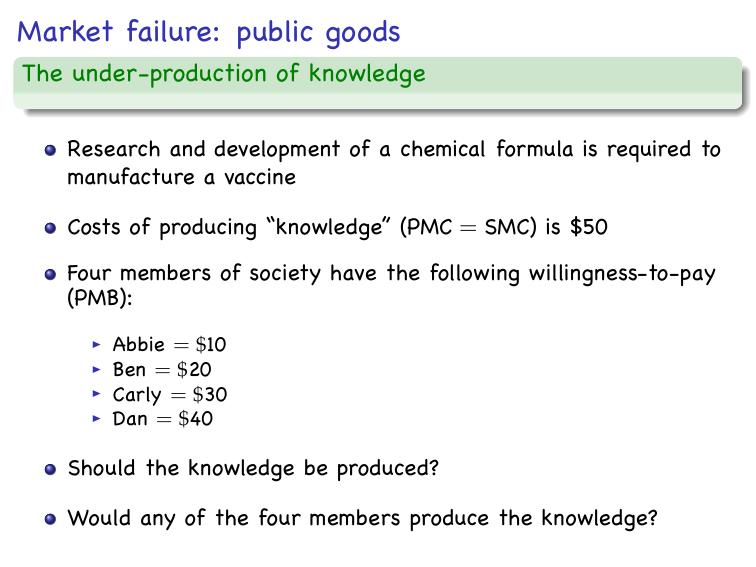 Market failure: public goods
The under-production of knowledge
Research and development of a chemical formula is required to
manufacture a vaccine
Costs of producing “knowledge” (PMC = SMC) is $50
Four members of society have the following willingness-to-pay
(PMB):
Abbie = $10
Ben = $20
Carly = $30
Dan = $40
Should the knowledge be produced?
Would any of the four members produce the knowledge?